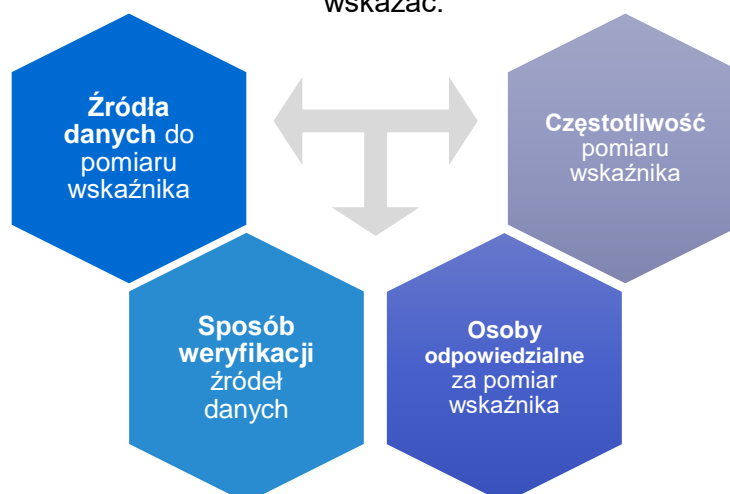 wskazać:
Źródła
danych do
pomiaru
wskaźnika
Częstotliwość
pomiaru
wskaźnika
Sposób
weryfikacji
źródeł
danych
Osoby
odpowiedzialne
za pomiar
wskaźnika